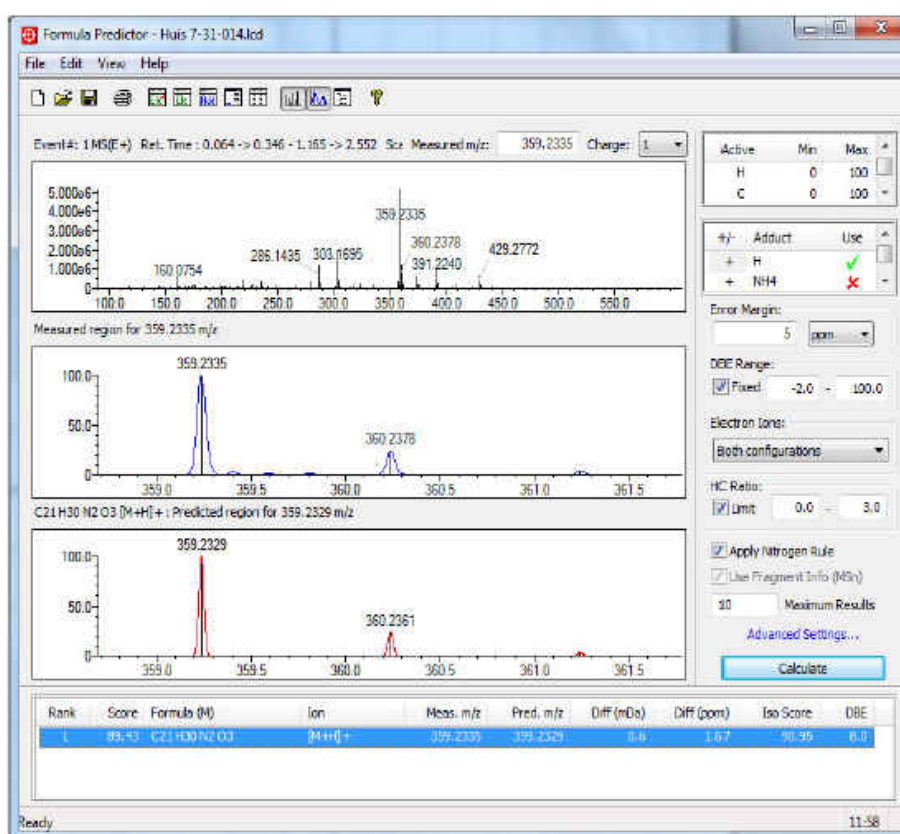 Formula Predictor - Huis 7-31-014.lcd
File Edit View Help
Event#: 1 MS(E+) Ret. Time : 0.064 -> 0.346 - 1.165 -> 2.552 Measured m/z: 359.2335 Charge: 1
5.000e6
4.000e6
3.000e6
2.000e6
1.000e6
0
160.0754 286.1435 303.1695 359.2335 360.2378 391.2240 429.2772
100.0 150.0 200.0 250.0 300.0 350.0 400.0 450.0 500.0 550.0
Measured region for 359.2335 m/z
359.2335
100.0
50.0
0
360.2378
359.0 359.5 360.0 360.5 361.0 361.5
C21 H30 N2 O3 [M+H]+ : Predicted region for 359.2329 m/z
359.2329
100.0
50.0
0
360.2361
359.0 359.5 360.0 360.5 361.0 361.5
Active Min Max
H 0 100
C 0 100
+/- Adduct Use
+ H
+ NH4
Error Margin:
5 ppm
DBE Range:
Fixed -2.0 - 100.0
Electron Ions:
Both configurations
HC Ratio:
Limit 0.0 - 3.0
Apply Nitrogen Rule
Use Fragment Info (MSn)
10 Maximum Results
Advanced Settings...
Calculate
Rank Score Formula (M) Ion Meas. m/z Pred. m/z Diff (mDa) Diff (ppm) Iso Score DBE
1 89.43 C21 H30 N2 O3 [M+H]+ 359.2335 359.2329 0.6 1.67 8.0
Ready 11:58